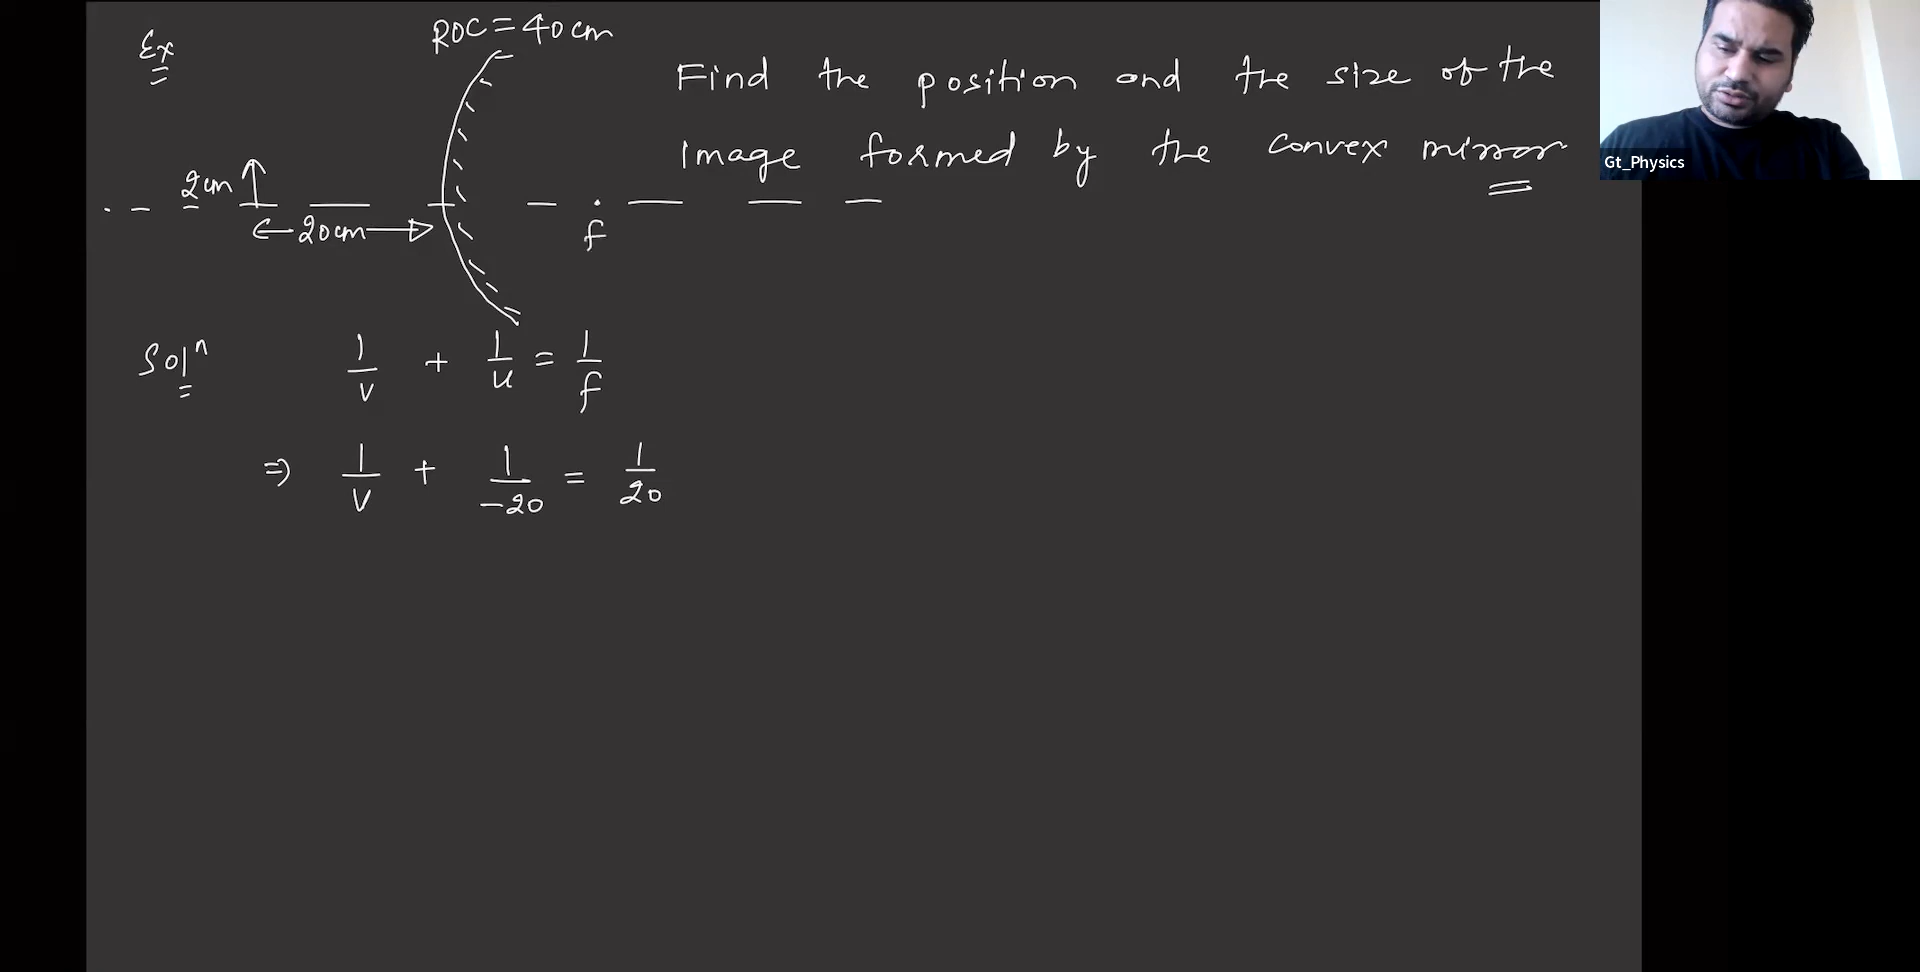 Ex
ROC = 40 cm
Find the position and the size of the
image formed by the convex mirror
2cm
20cm
f
Solⁿ 1/v + 1/u = 1/f
⇒ 1/v + 1/-20 = 1/20
Gt_Physics